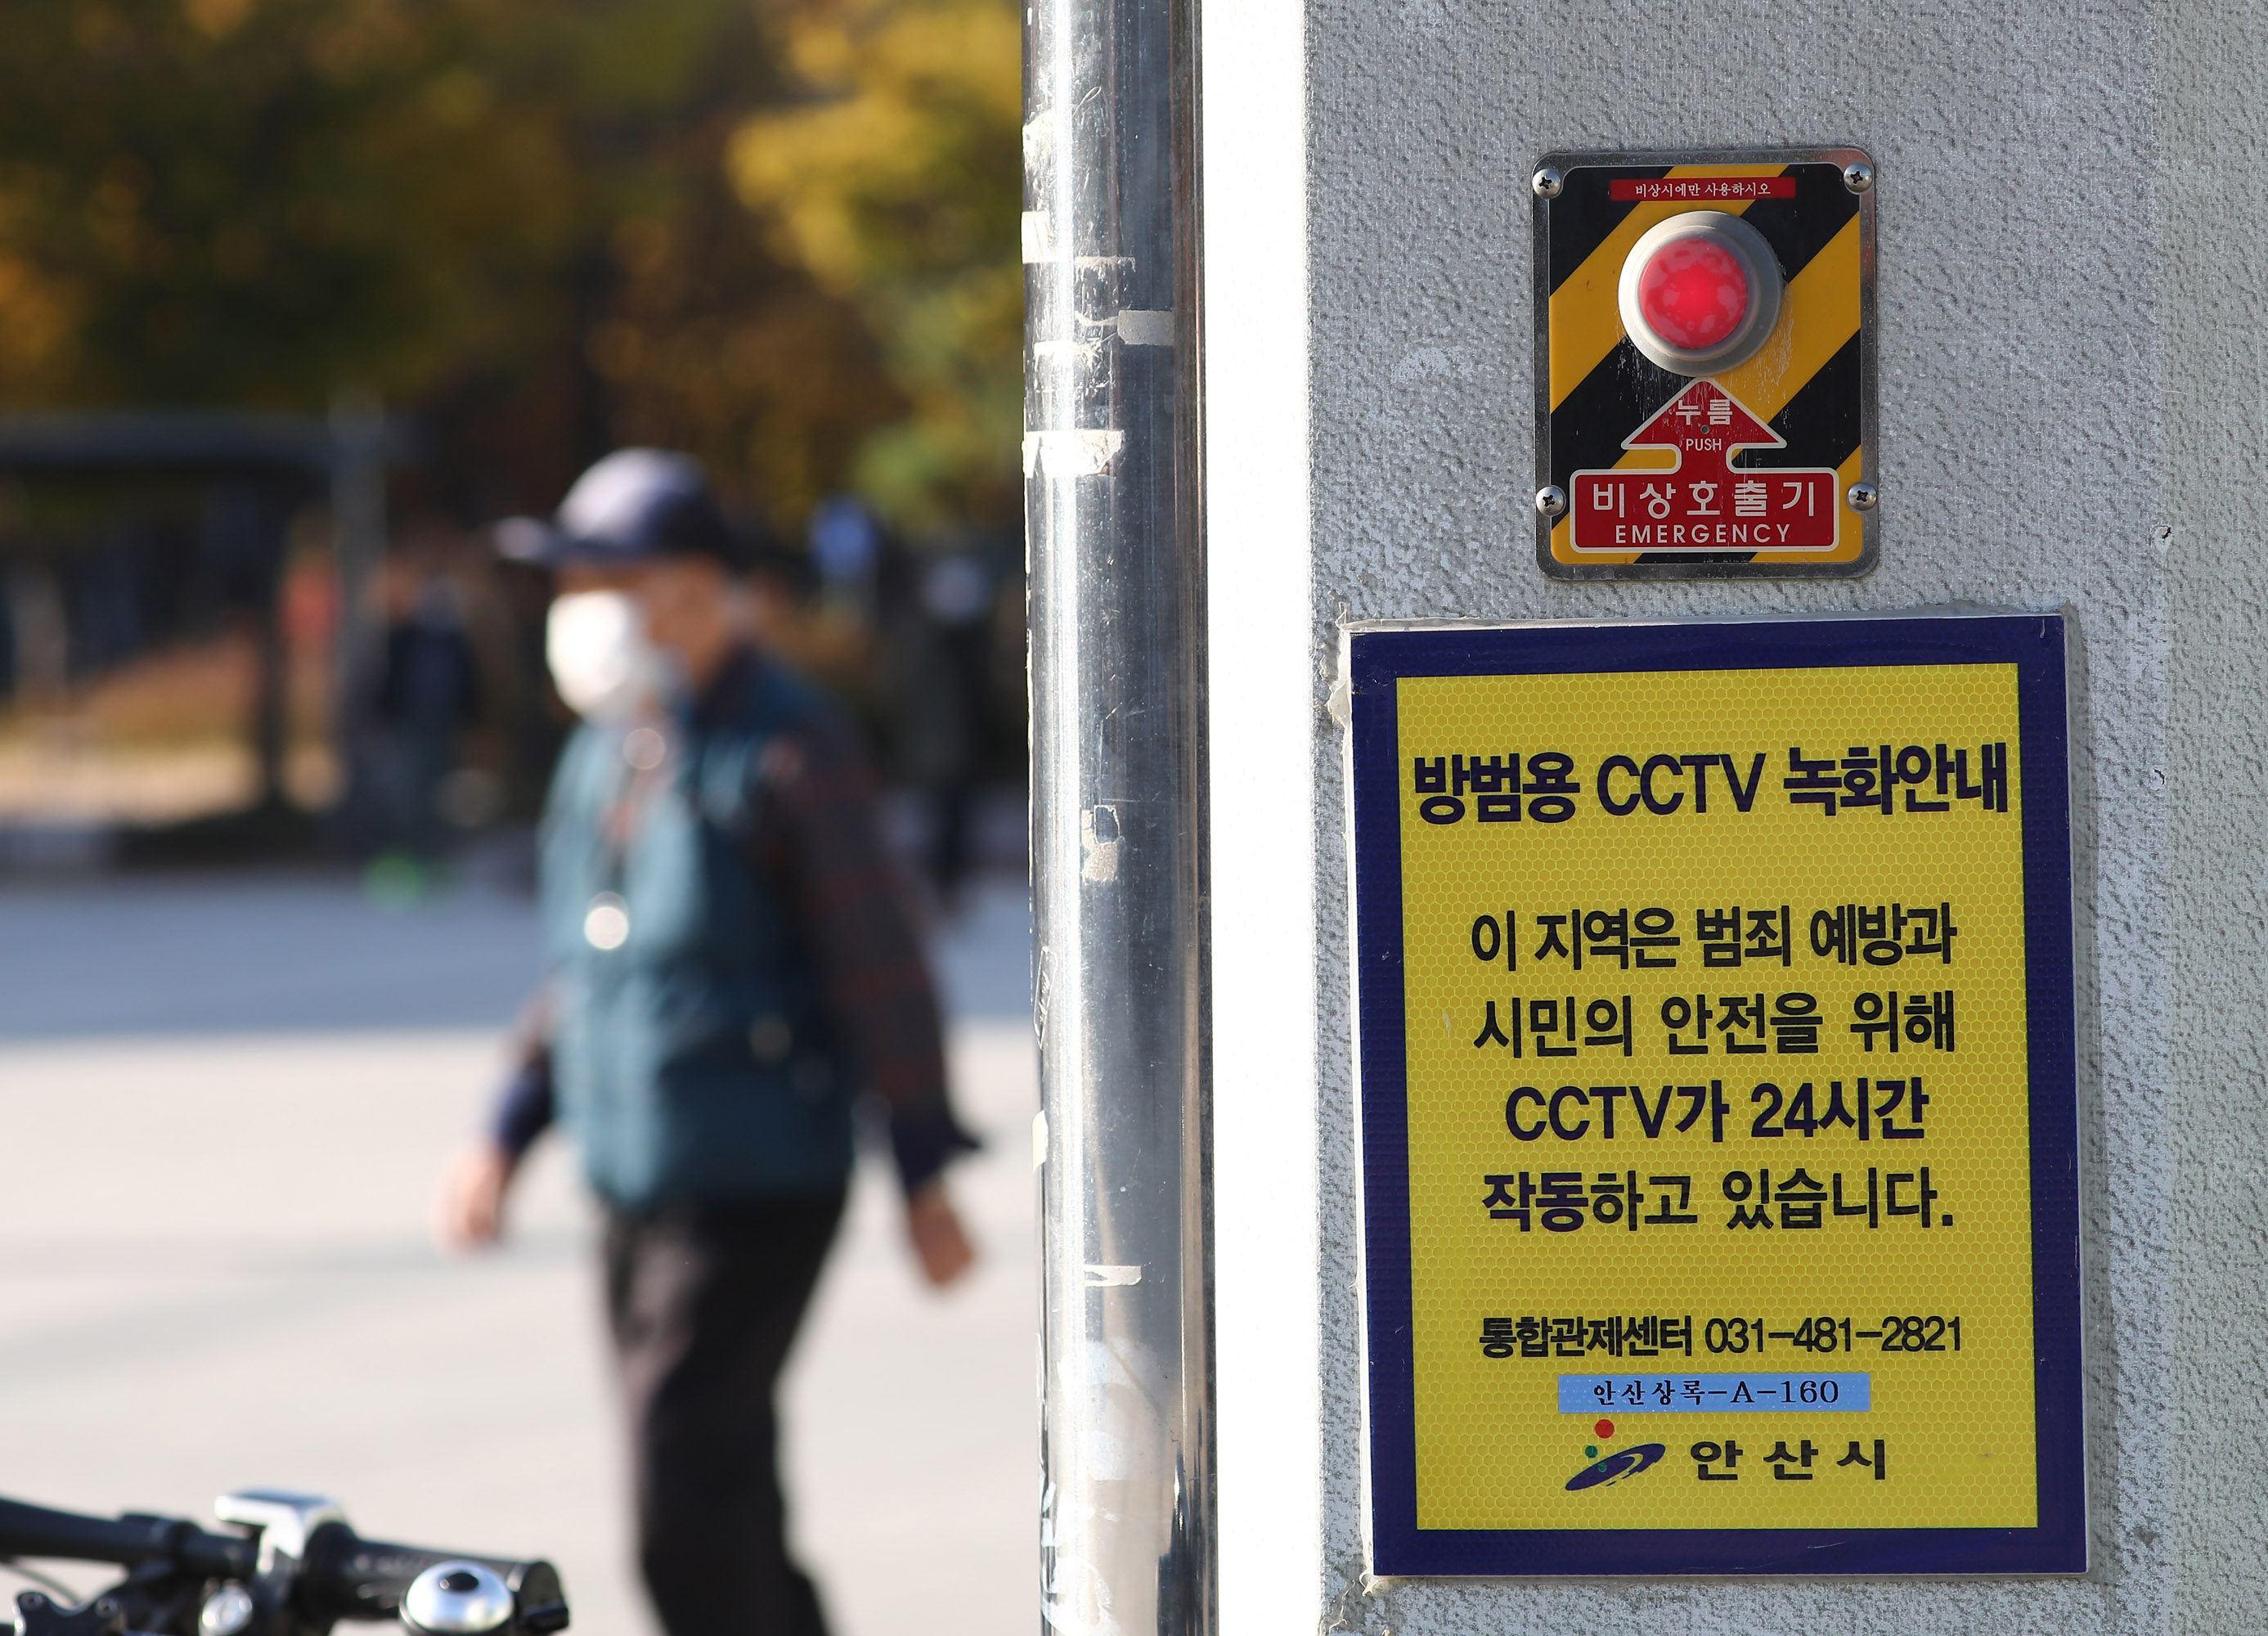 비상시에만 사용하시오
누름
PUSH
비상호출기
EMERGENCY
방범용 CCTV 녹화안내
이 지역은 범죄 예방과
시민의 안전을 위해
CCTV가 24시간
작동하고 있습니다.
통합관제센터 031-481-2821
안산상록-A-160
안산시